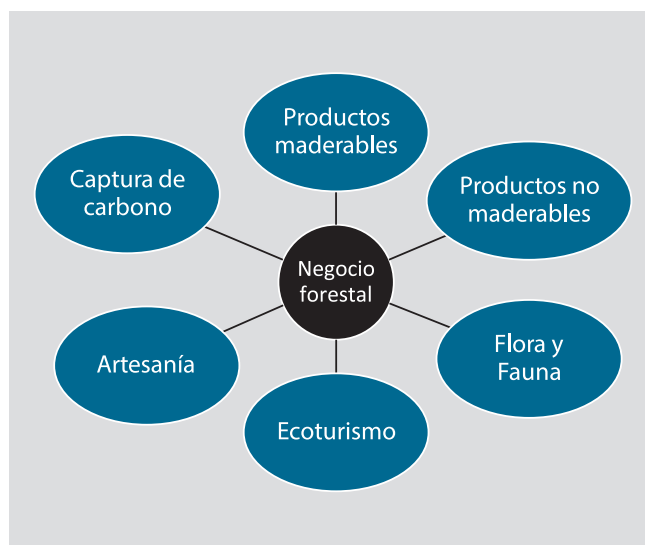 Productos
maderables
Captura de
carbono
Productos no
maderables
Negocio
forestal
Artesanía
Flora y
Fauna
Ecoturismo